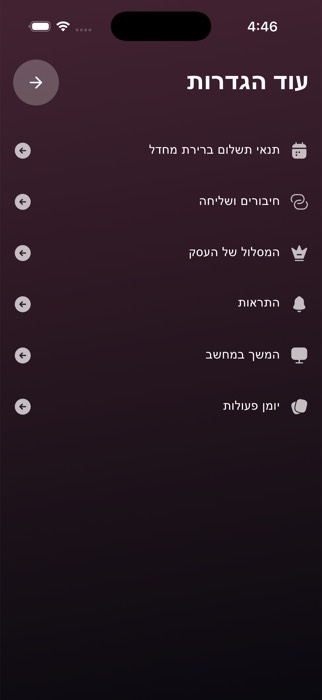 4:46
עוד הגדרות
תנאי תשלום ברירת מחדל
חיבורים ושליחה
המסלול של העסק
התראות
המשך במחשב
יומן פעולות